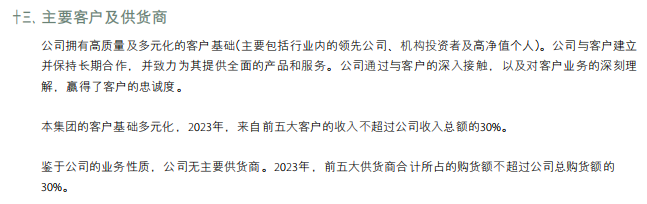 十三、主要客户及供货商
公司拥有高质量及多元化的客户基础(主要包括行业内的领先公司、机构投资者及高净值个人)。公司与客户建立
并保持长期合作，并致力为其提供全面的产品和服务。公司通过与客户的深入接触，以及对客户业务的深刻理
解，赢得了客户的忠诚度。
本集团的客户基础多元化，2023年，来自前五大客户的收入不超过公司收入总额的30%。
鉴于公司的业务性质，公司无主要供货商。2023年，前五大供货商合计所占的购货额不超过公司总购货额的
30%。